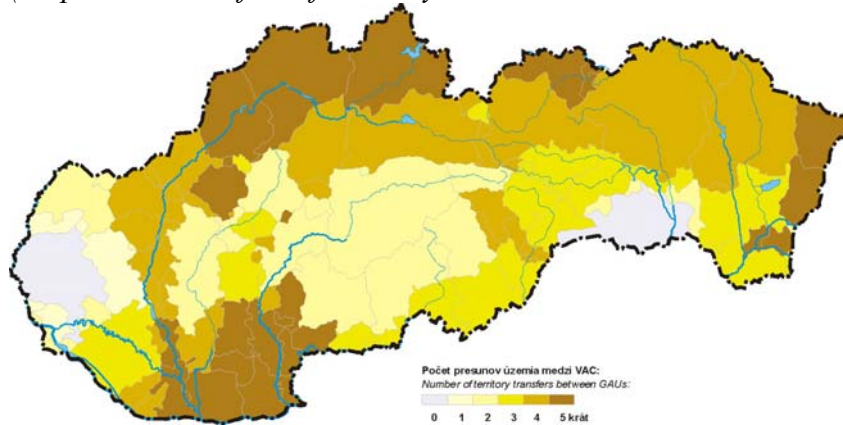 Počet presunov územia medzi VAC:
Number of territory transfers between GAUs:
0 1 2 3 4 5 krát